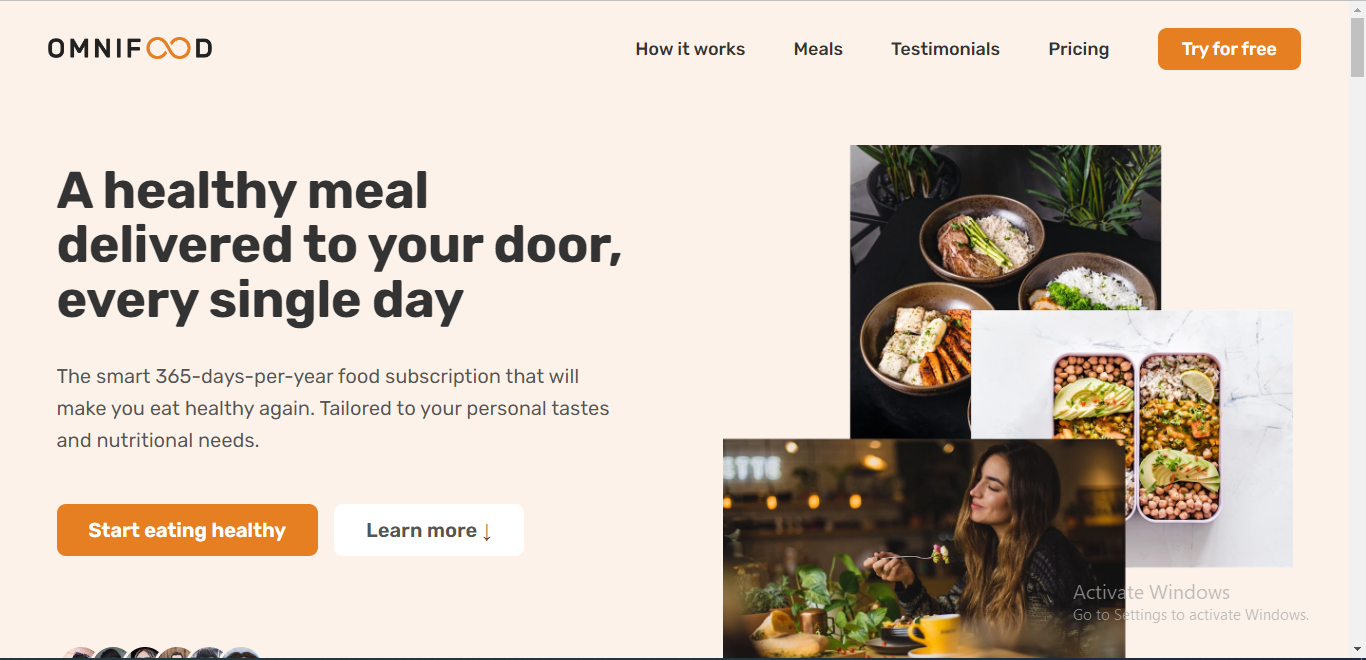 OMNIFOOD
How it works
Meals
Testimonials
Pricing
Try for free
A healthy meal
delivered to your door,
every single day
The smart 365-days-per-year food subscription that will
make you eat healthy again. Tailored to your personal tastes
and nutritional needs.
Start eating healthy
Learn more ↓
ETTE
Activate Windows
Go to Settings to activate Windows.